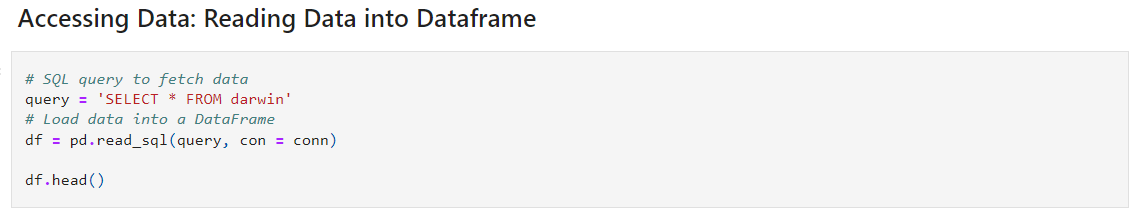 Accessing Data: Reading Data into Dataframe
# SQL query to fetch data
query = 'SELECT * FROM darwin'
# Load data into a DataFrame
df = pd.read_sql(query, con = conn)
df.head()